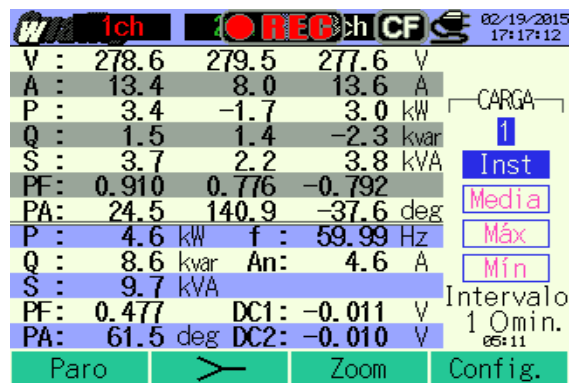 W 1ch 2 REC ch CF 02/19/2015
17:17:12
V : 278.6 279.5 277.6 V
A : 13.4 8.0 13.6 A
P : 3.4 -1.7 3.0 kW
Q : 1.5 1.4 -2.3 kvar
S : 3.7 2.2 3.8 kVA
PF: 0.910 0.776 -0.792
PA: 24.5 140.9 -37.6 deg
CARGA
1
Inst
Media
Máx
Mín
Intervalo
1 0min.
05:11
P : 4.6 kW f : 59.99 Hz
Q : 8.6 kvar An: 4.6 A
S : 9.7 kVA
PF: 0.477 DC1: -0.011 V
PA: 61.5 deg DC2: -0.010 V
Paro Zoom Config.